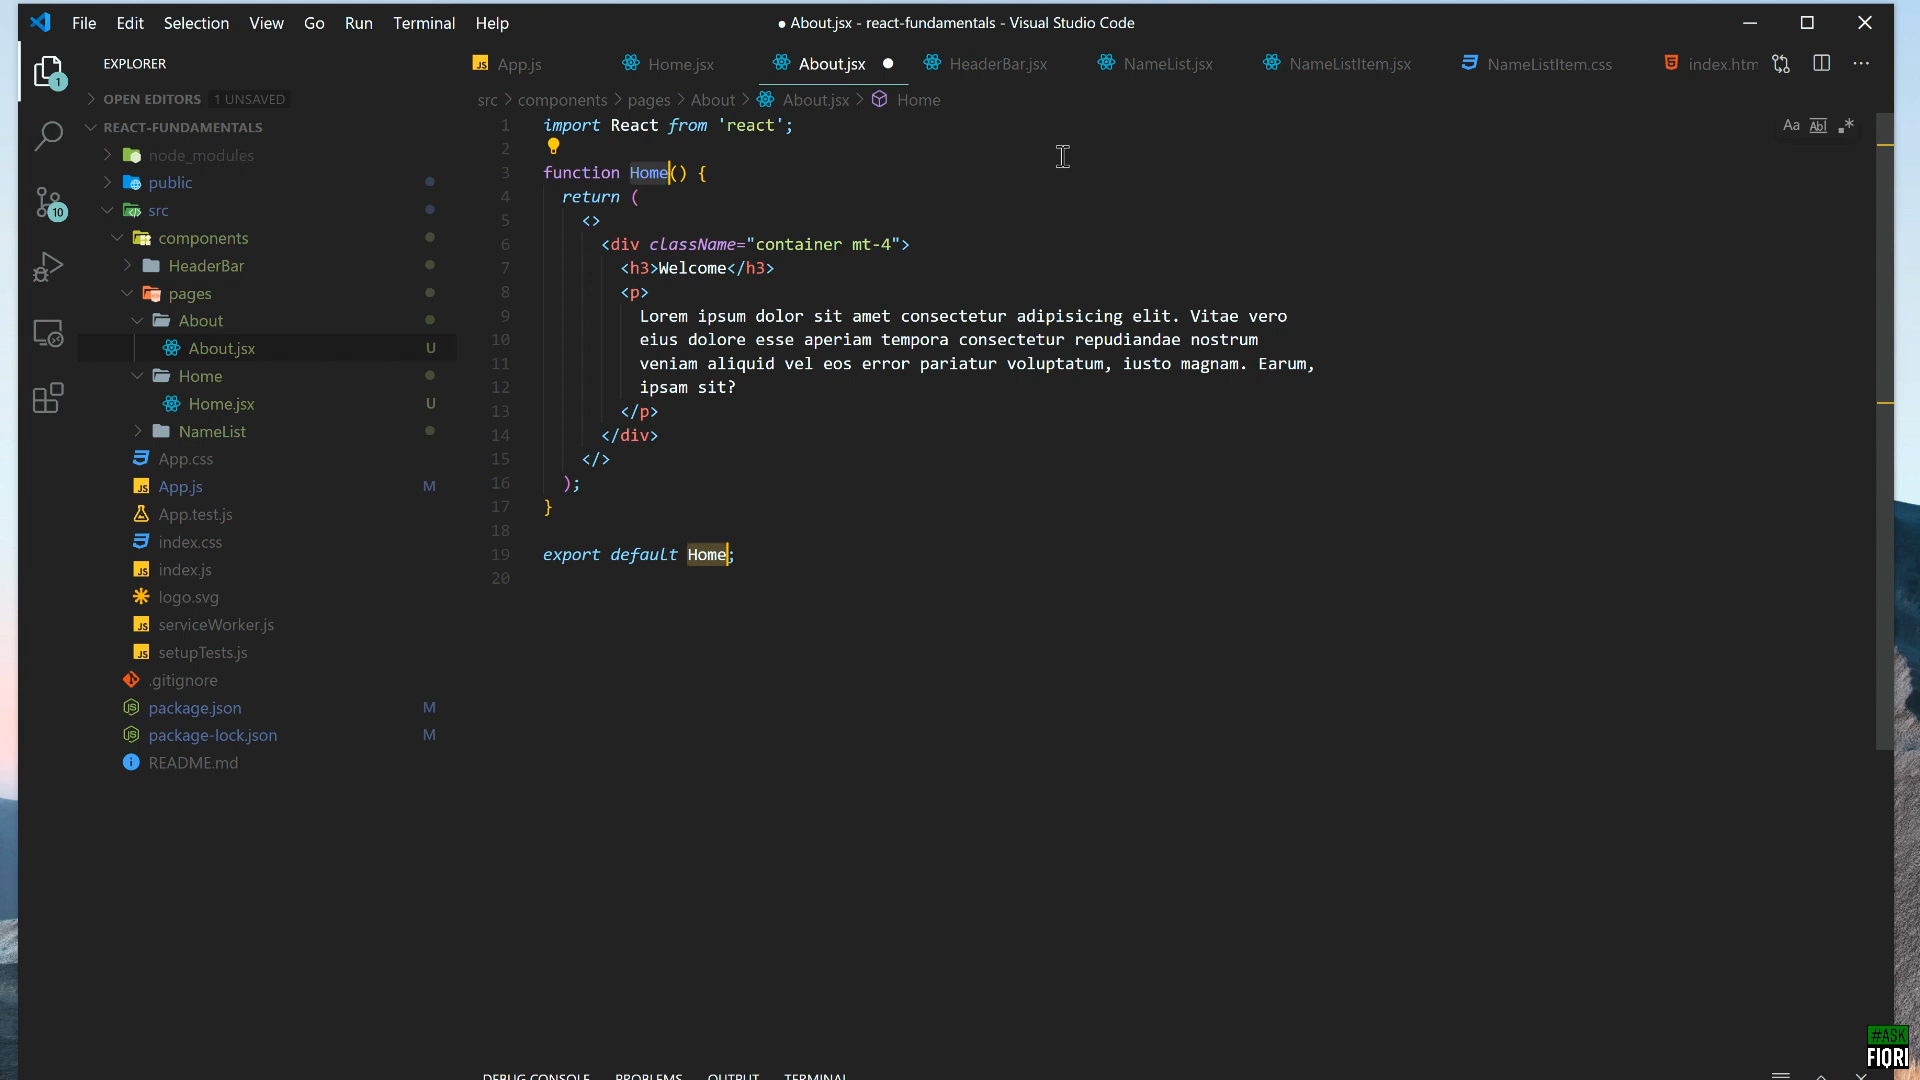 File Edit Selection View Go Run Terminal Help
● About.jsx - react-fundamentals - Visual Studio Code
EXPLORER
App.js Home.jsx About.jsx HeaderBar.jsx NameList.jsx NameListItem.jsx NameListItem.css index.htm
OPEN EDITORS 1 UNSAVED
src > components > pages > About > About.jsx > Home
REACT-FUNDAMENTALS
node_modules
public
src
components
HeaderBar
pages
About
About.jsx U
Home
Home.jsx U
NameList
App.css
App.js M
App.test.js
index.css
index.js
logo.svg
serviceWorker.js
setupTests.js
.gitignore
package.json M
package-lock.json M
README.md
1
10
Aa Abl .*
1 import React from 'react';
2
3 function Home() {
4 return (
5 <>
6 <div className="container mt-4">
7 <h3>Welcome</h3>
8 <p>
9 Lorem ipsum dolor sit amet consectetur adipisicing elit. Vitae vero
10 eius dolore esse aperiam tempora consectetur repudiandae nostrum
11 veniam aliquid vel eos error pariatur voluptatum, iusto magnam. Earum,
12 ipsam sit?
13 </p>
14 </div>
15 </>
16 );
17 }
18
19 export default Home;
20
DEBUG CONSOLE PROBLEMS OUTPUT TERMINAL
#ASK
FIQRI